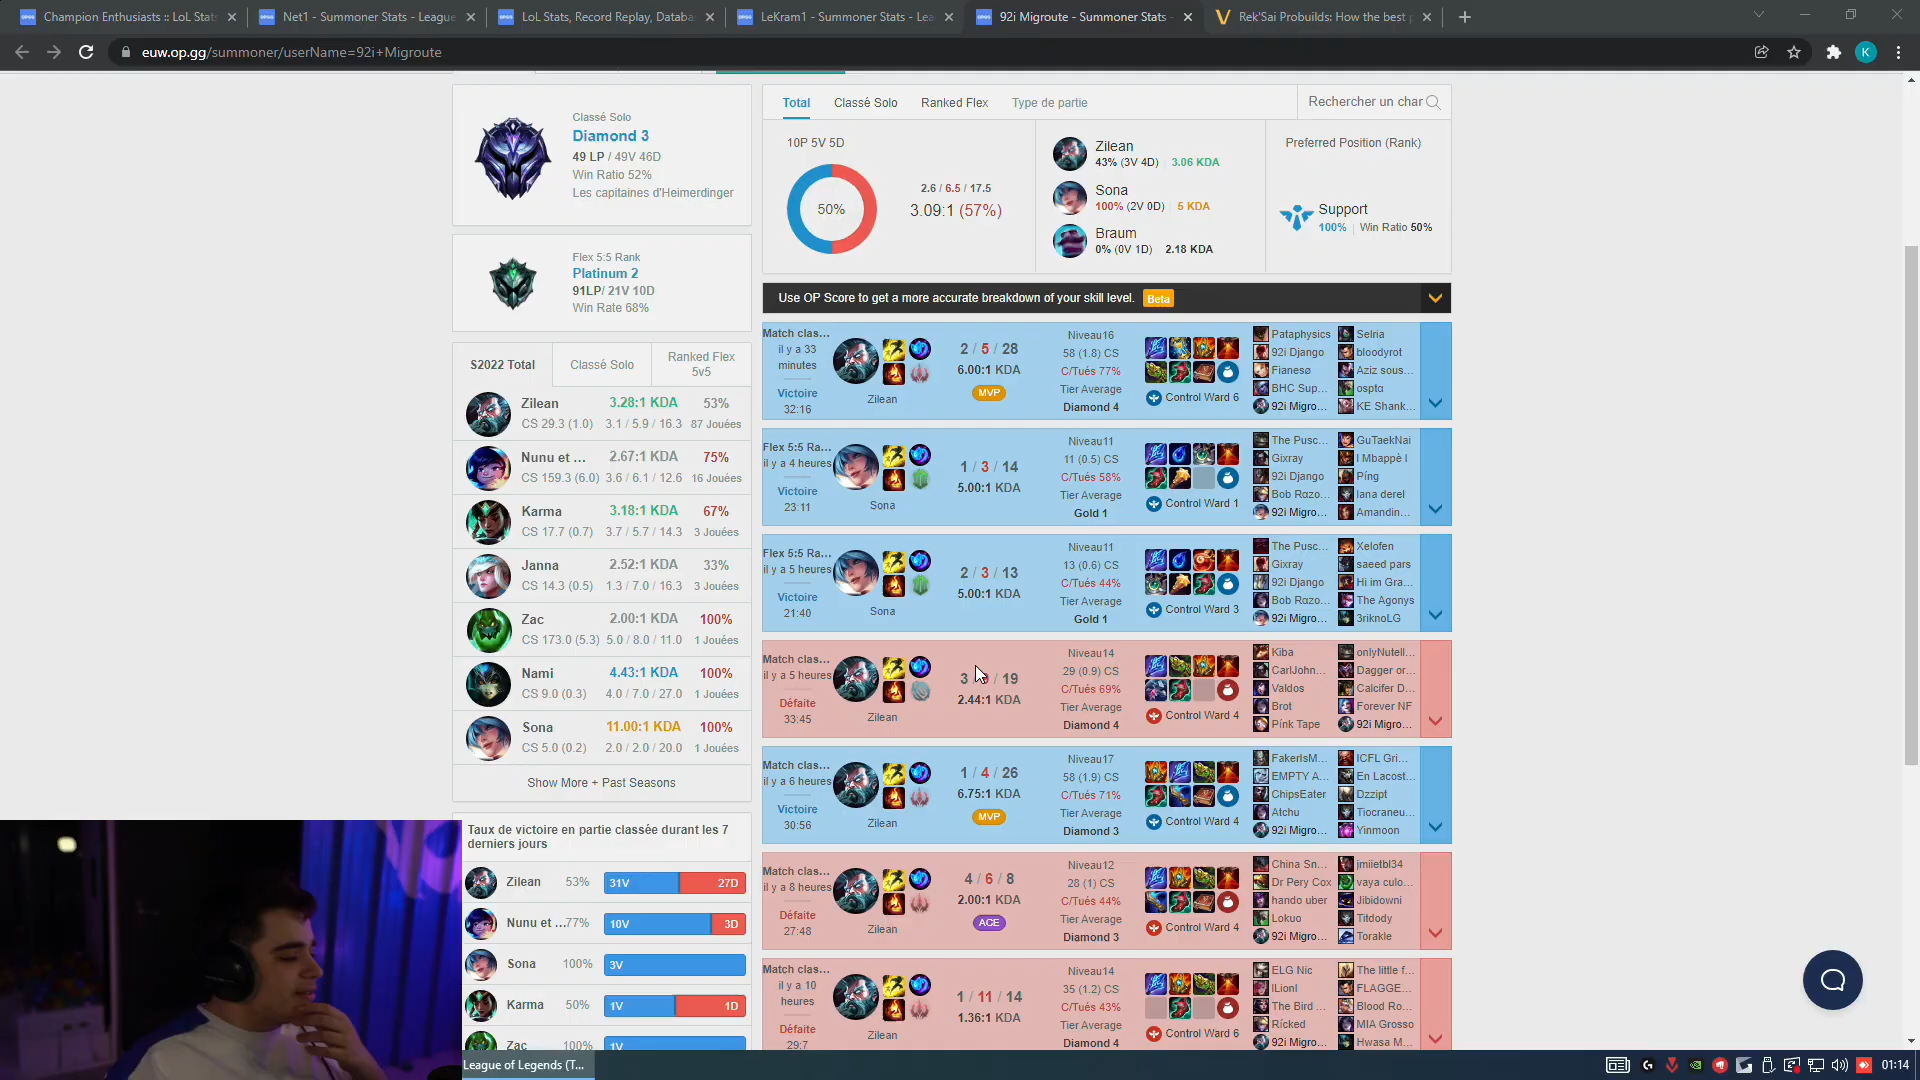 Champion Enthusiasts :: LoL Stats
Net1 - Summoner Stats - League
LoL Stats, Record Replay, Databa
LeKram1 - Summoner Stats - Lea
92i Migroute - Summoner Stats -
Rek'Sai Probuilds: How the best p
euw.op.gg/summoner/userName=92i+Migroute
K
Classé Solo
Diamond 3
49 LP / 49V 46D
Win Ratio 52%
Les capitaines d'Heimerdinger
Flex 5:5 Rank
Platinum 2
91LP/ 21V 10D
Win Rate 68%
S2022 Total
Classé Solo
Ranked Flex 5v5
Zilean 3.28:1 KDA 53%
CS 29.3 (1.0) 3.1 / 5.9 / 16.3 87 Jouées
Nunu et ... 2.67:1 KDA 75%
CS 159.3 (6.0) 3.6 / 6.1 / 12.6 16 Jouées
Karma 3.18:1 KDA 67%
CS 17.7 (0.7) 3.7 / 5.7 / 14.3 3 Jouées
Janna 2.52:1 KDA 33%
CS 14.3 (0.5) 1.3 / 7.0 / 16.3 3 Jouées
Zac 2.00:1 KDA 100%
CS 173.0 (5.3) 5.0 / 8.0 / 11.0 1 Jouées
Nami 4.43:1 KDA 100%
CS 9.0 (0.3) 4.0 / 7.0 / 27.0 1 Jouées
Sona 11.00:1 KDA 100%
CS 5.0 (0.2) 2.0 / 2.0 / 20.0 1 Jouées
Show More + Past Seasons
Taux de victoire en partie classée durant les 7
derniers jours
Zilean 53% 31V 27D
Nunu et ...77% 10V 3D
Sona 100% 3V
Karma 50% 1V 1D
Zac 100% 1V
Total Classé Solo Ranked Flex Type de partie
Rechercher un char
10P 5V 5D
50%
2.6 / 6.5 / 17.5
3.09:1 (57%)
Zilean
43% (3V 4D) 3.06 KDA
Sona
100% (2V 0D) 5 KDA
Braum
0% (0V 1D) 2.18 KDA
Preferred Position (Rank)
Support
100% Win Ratio 50%
Use OP Score to get a more accurate breakdown of your skill level. Beta
Match clas...
il y a 33
minutes
Victoire
32:16
Zilean
2 / 5 / 28
6.00:1 KDA
MVP
Niveau16
58 (1.8) CS
C/Tués 77%
Tier Average
Diamond 4
Control Ward 6
Pataphysics Selria
92i Django bloodyrot
Fianesø Aziz sous...
BHC Sup... osptα
92i Migro... KE Shank...
Flex 5:5 Ra...
il y a 4 heures
Victoire
23:11
Sona
1 / 3 / 14
5.00:1 KDA
Niveau11
11 (0.5) CS
C/Tués 58%
Tier Average
Gold 1
Control Ward 1
The Pusc... GuTaekNai
Gixray l Mbappè l
92i Django Píng
Bob Rαzo... lana derel
92i Migro... Amandin...
Flex 5:5 Ra...
il y a 5 heures
Victoire
21:40
Sona
2 / 3 / 13
5.00:1 KDA
Niveau11
13 (0.6) CS
C/Tués 44%
Tier Average
Gold 1
Control Ward 3
The Pusc... Xelofen
Gixray saeed pars
92i Django Hi im Gra...
Bob Rαzo... The Agonys
92i Migro... 3riknoLG
Match clas...
il y a 5 heures
Défaite
33:45
Zilean
3 / / 19
2.44:1 KDA
Niveau14
29 (0.9) CS
C/Tués 69%
Tier Average
Diamond 4
Control Ward 4
Kiba onlyNutell...
CarlJohn... Dagger or...
Valdos Calcifer D...
Brot Forever NF
Pínk Tape 92i Migro...
Match clas...
il y a 6 heures
Victoire
30:56
Zilean
1 / 4 / 26
6.75:1 KDA
MVP
Niveau17
58 (1.9) CS
C/Tués 71%
Tier Average
Diamond 3
Control Ward 4
FakerIsM... ICFL Gri...
EMPTY A... En Lacost...
ChipsEater Dzzipt
Atchu Tiocraneu...
92i Migro... Yinmoon
Match clas...
il y a 8 heures
Défaite
27:48
Zilean
4 / 6 / 8
2.00:1 KDA
ACE
Niveau12
28 (1) CS
C/Tués 44%
Tier Average
Diamond 3
Control Ward 4
China Sn... jmiietbl34
Dr Pery Cox vaya culo...
hando uber Jibidowni
Lokuo Titdody
92i Migro... Torakle
Match clas...
il y a 10
heures
Défaite
29:7
Zilean
1 / 11 / 14
1.36:1 KDA
Niveau14
35 (1.2) CS
C/Tués 43%
Tier Average
Diamond 4
Control Ward 6
ELG Nic The little f...
lLionl FLAGGE...
The Bird ... Blood Ro...
Rícked MIA Grosso
92i Migro... Hwasa M...
League of Legends (T...
01:14